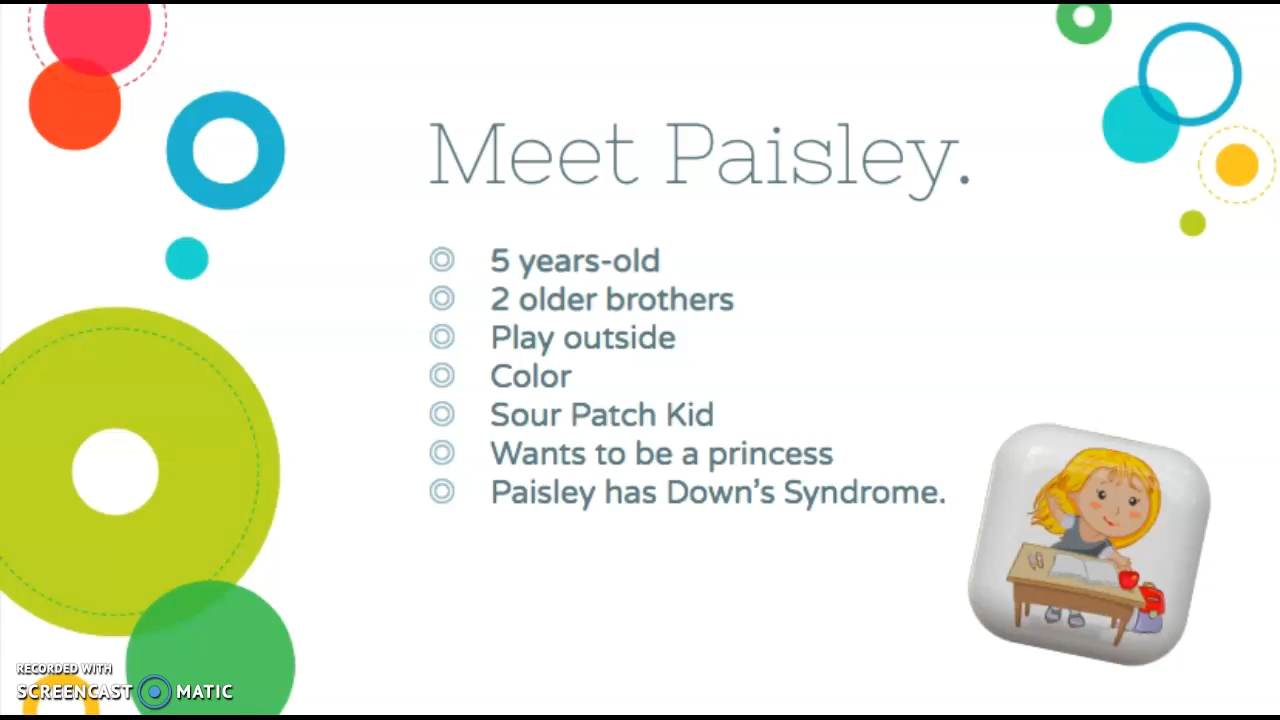 Meet Paisley.
5 years-old
2 older brothers
Play outside
Color
Sour Patch Kid
Wants to be a princess
Paisley has Down's Syndrome.
RECORDED WITH
SCREENCAST MATIC